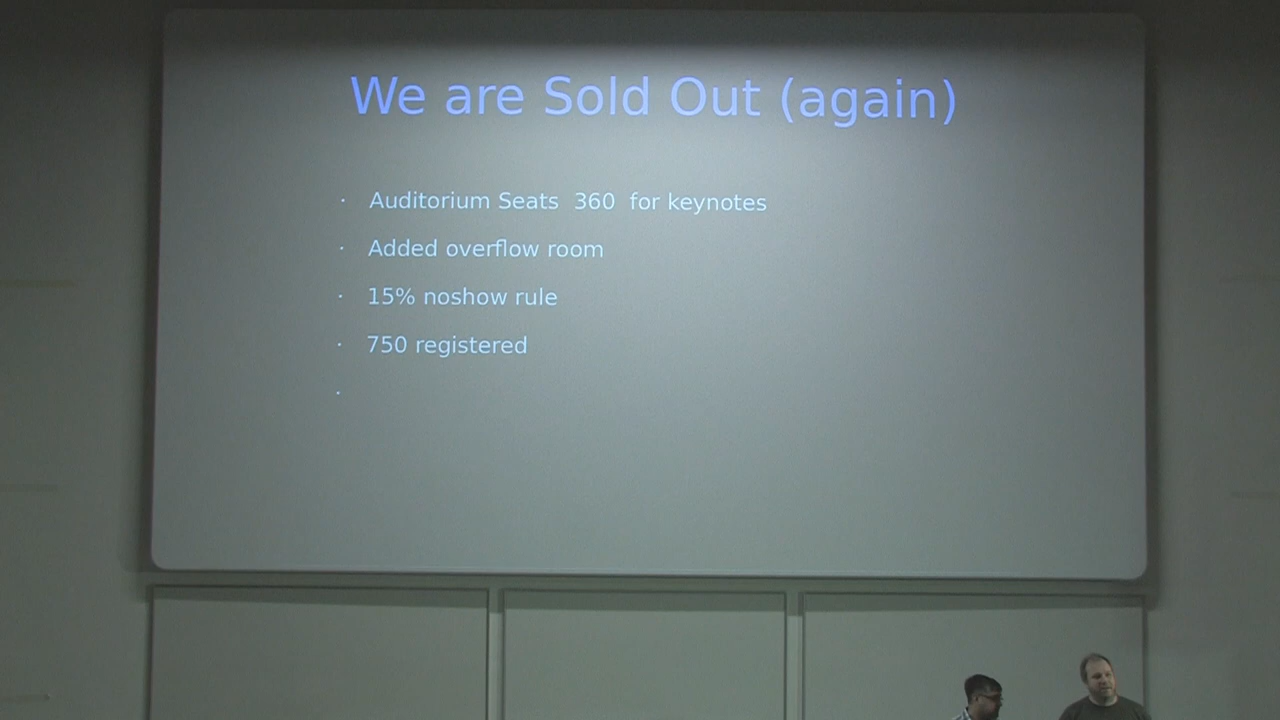 We are Sold Out (again)
· Auditorium Seats 360 for keynotes
· Added overflow room
· 15% noshow rule
· 750 registered
·